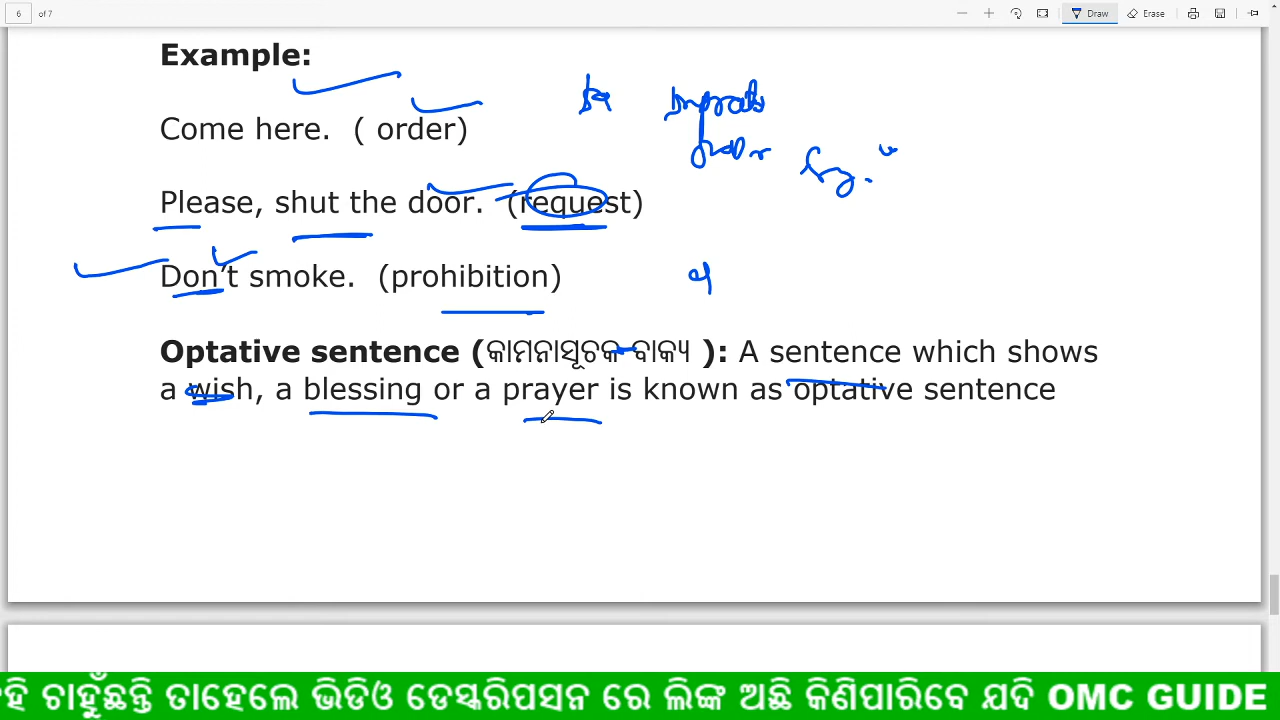 6 of 7 Draw Erase
Example:
Come here. ( order)
Please, shut the door. (request)
Don't smoke. (prohibition)
Optative sentence (କାମନାସୂଚକ ବାକ୍ୟ ): A sentence which shows
a wish, a blessing or a prayer is known as optative sentence
ହି ଚାହୁଁଛନ୍ତି ତାହେଲେ ଭିଡିଓ ଡେସ୍କରିପସନ ରେ ଲିଙ୍କ ଅଛି କିଣିପାରିବେ ଯଦି OMC GUIDE